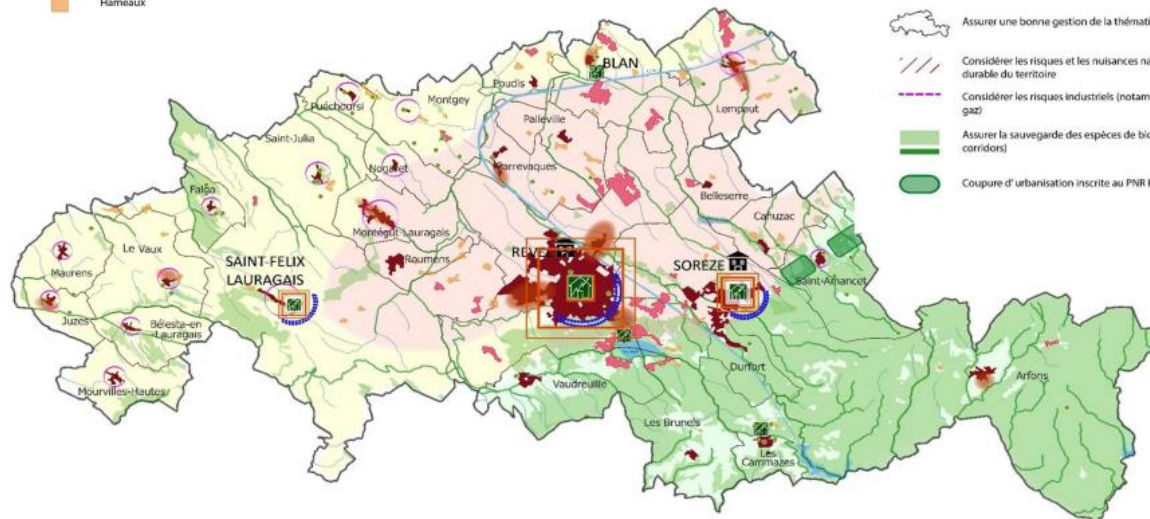 Hameaux
Assurer une bonne gestion de la thémati
Considérer les risques et les nuisances na
durable du territoire
Considérer les risques industriels (notam
gaz)
Assurer la sauvegarde des espèces de bio
corridors)
Coupure d' urbanisation inscrite au PNR
BLAN
Poudis
Montgey
Puéchoursi
Lempaut
Palleville
Saint-Julia
Nogaret
Garrevaques
Belleserre
Falga
Cahuzac
Montégut-Lauragais
Le Vaux
REVEL
Roumens
SOREZE
SAINT-FELIX
LAURAGAIS
Maurens
Saint-Amancet
Juzes
Bélesta-en
-Lauragais
Durfort
Arfons
Vaudreuille
Mourvilles-Hautes
Les Brunels
Les
Cammazes